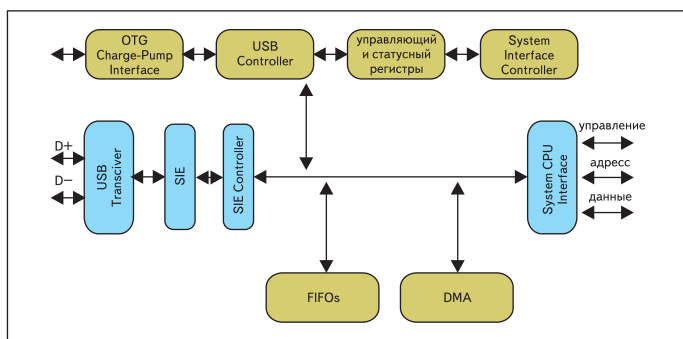 OTG
Charge-Pump
Interface
USB
Controller
управляющий
и статусный
регистры
System
Interface
Controller
D+
D−
USB
Transciver
SIE
SIE Controller
System CPU
Interface
управление
адресс
данные
FIFOs
DMA